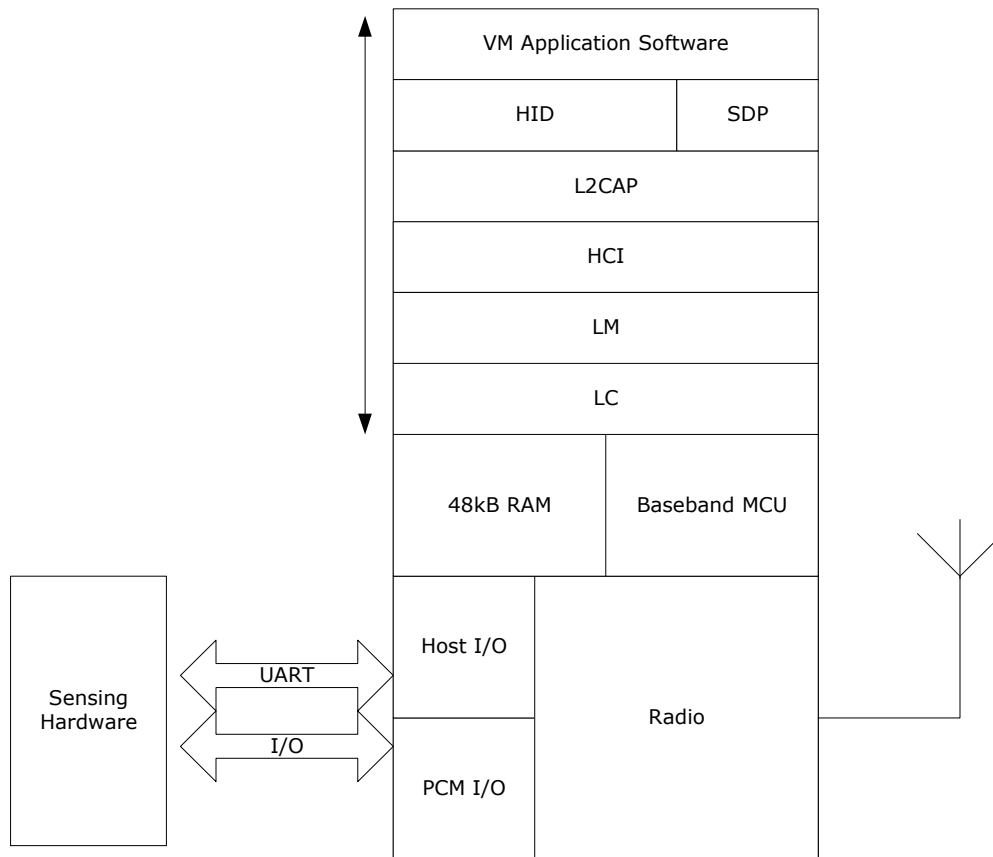 VM Application Software
HID
SDP
L2CAP
HCI
LM
LC
48kB RAM
Baseband MCU
Host I/O
UART
Sensing
Hardware
Radio
I/O
PCM I/O